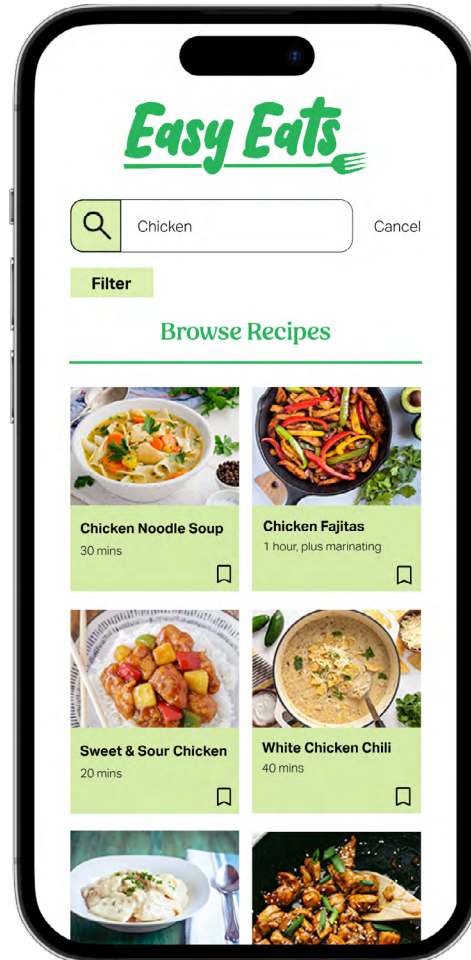 Easy Eats
Chicken
Cancel
Filter
Browse Recipes
Chicken Noodle Soup
30 mins
Chicken Fajitas
1 hour, plus marinating
Sweet & Sour Chicken
20 mins
White Chicken Chili
40 mins